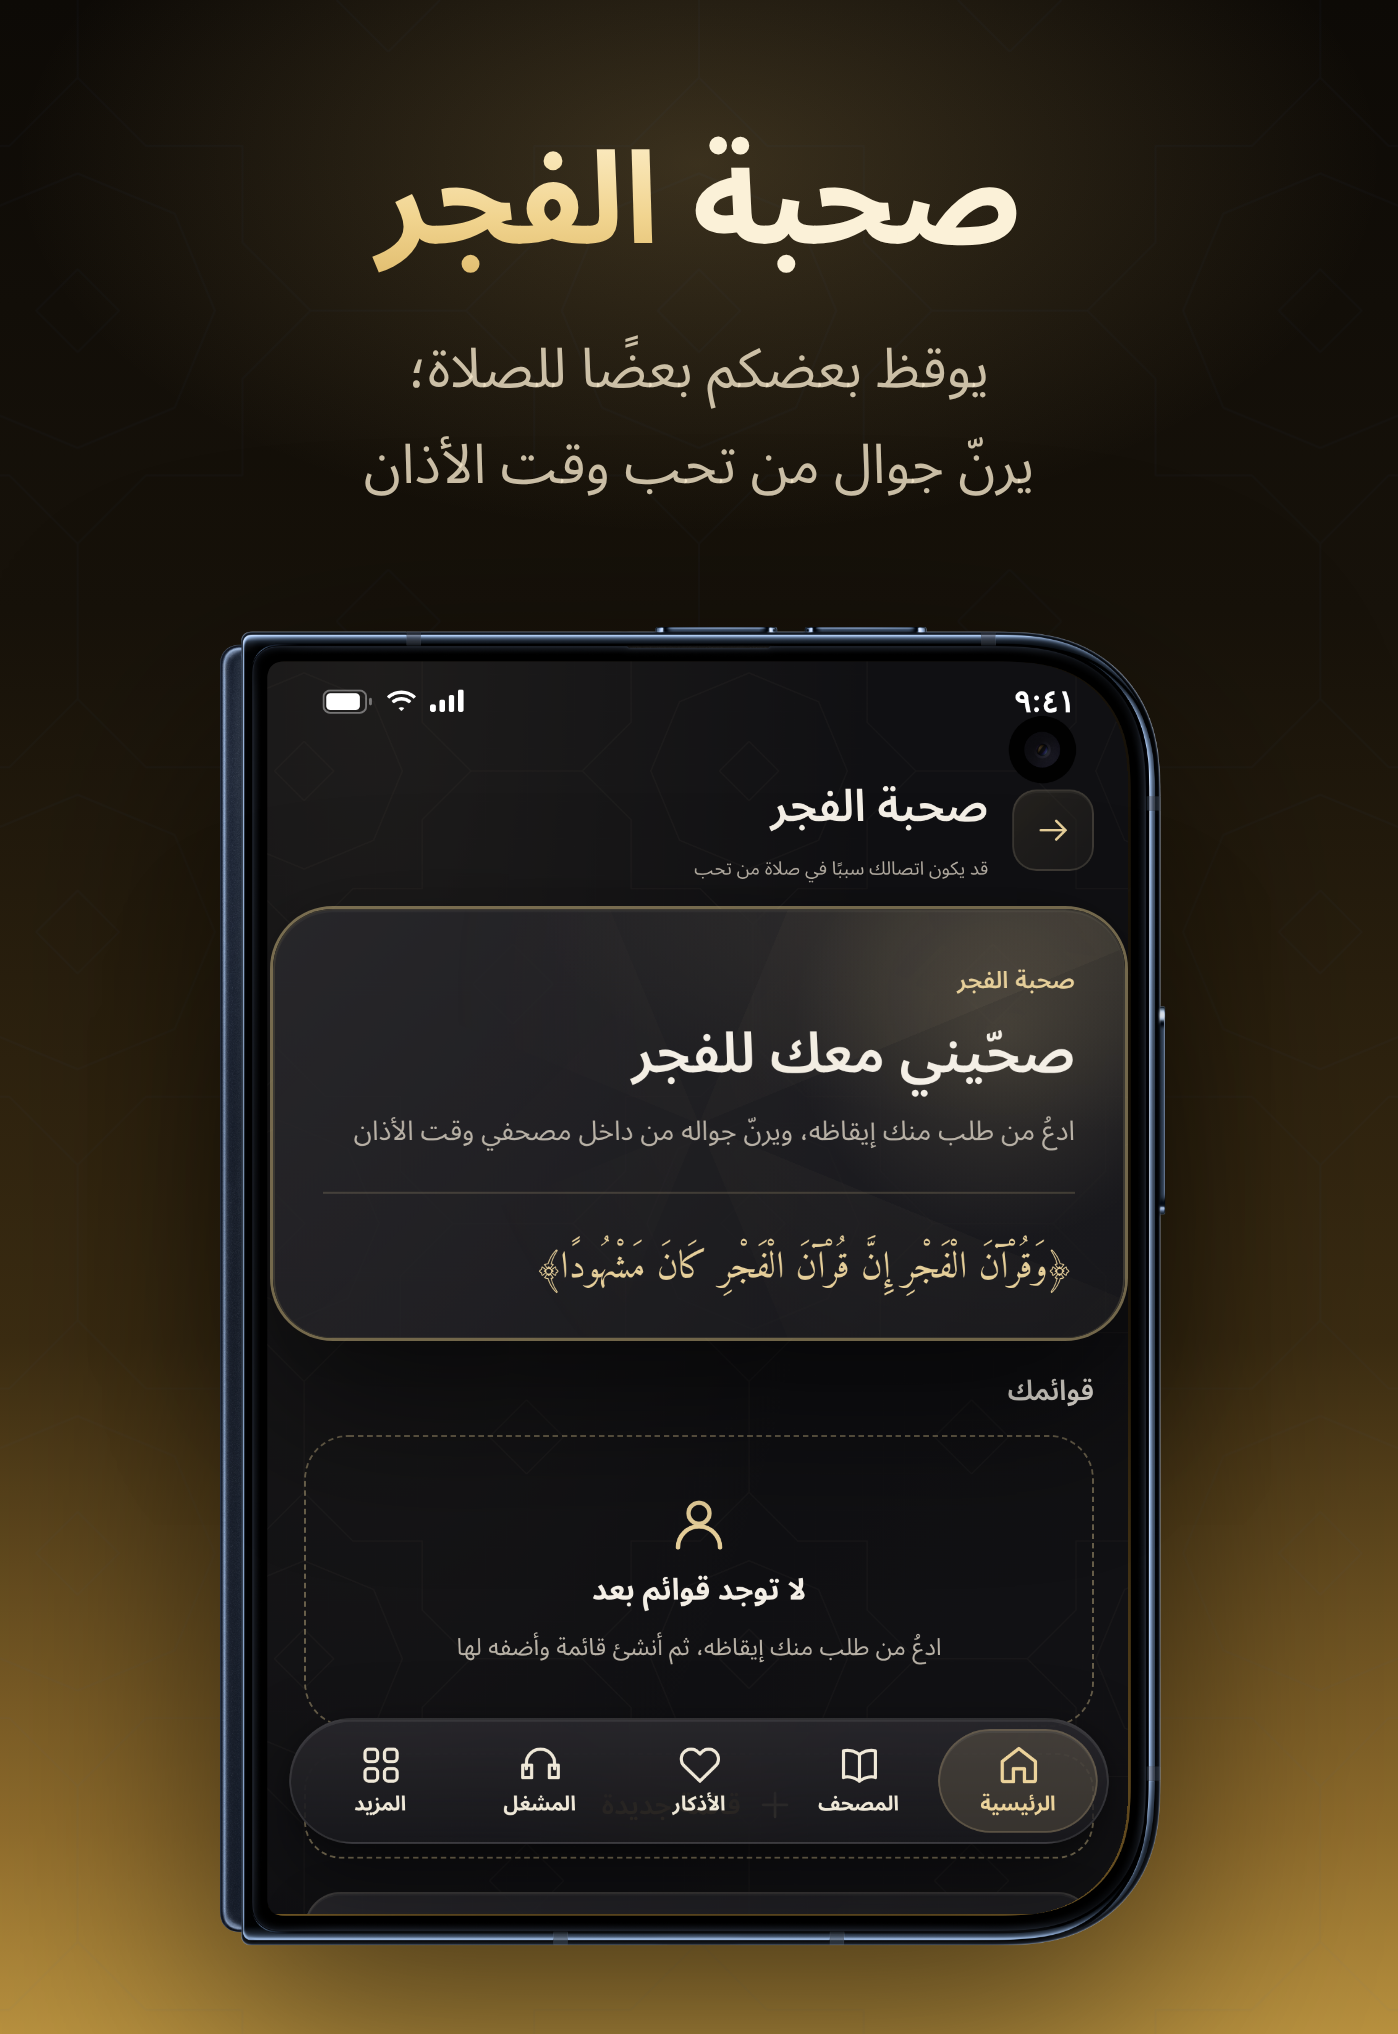 صحبة الفجر
يوقظ بعضكم بعضًا للصلاة؛
يرنّ جوال من تحب وقت الأذان
٩:٤١
صحبة الفجر
قد يكون اتصالك سببًا في صلاة من تحب
صحبة الفجر
صحّيني معك للفجر
ادعُ من طلب منك إيقاظه، ويرنّ جواله من داخل مصحفي وقت الأذان
﴿وَقُرْآنَ الْفَجْرِ إِنَّ قُرْآنَ الْفَجْرِ كَانَ مَشْهُودًا﴾
قوائمك
لا توجد قوائم بعد
ادعُ من طلب منك إيقاظه، ثم أنشئ قائمة وأضفه لها
الرئيسية المصحف الأذكار المشغل المزيد